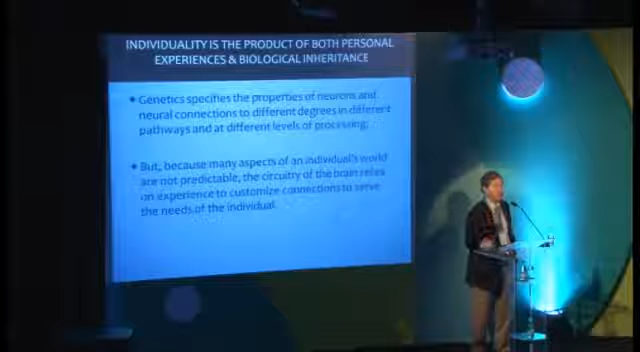 INDIVIDUALITY IS THE PRODUCT OF BOTH PERSONAL
EXPERIENCES & BIOLOGICAL INHERITANCE
Genetics specifies the properties of neurons and
neural connections to different degrees in different
pathways and at different levels of processing;
But, because many aspects of an individual's world
are not predictable, the circuitry of the brain relies
on experience to customize connections to serve
the needs of the individual.